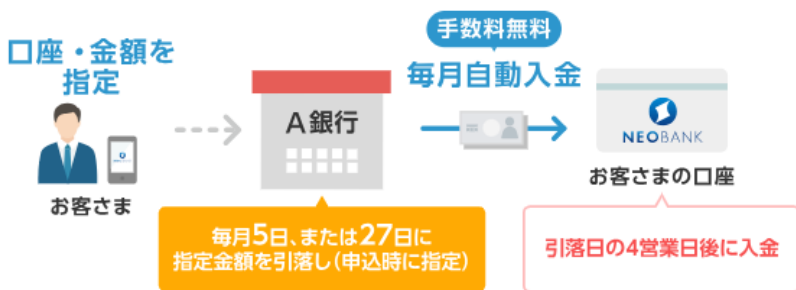 口座・金額を
指定
お客さま
A銀行
毎月5日、または27日に
指定金額を引落し(申込時に指定)
手数料無料
毎月自動入金
NEOBANK
お客さまの口座
引落日の4営業日後に入金